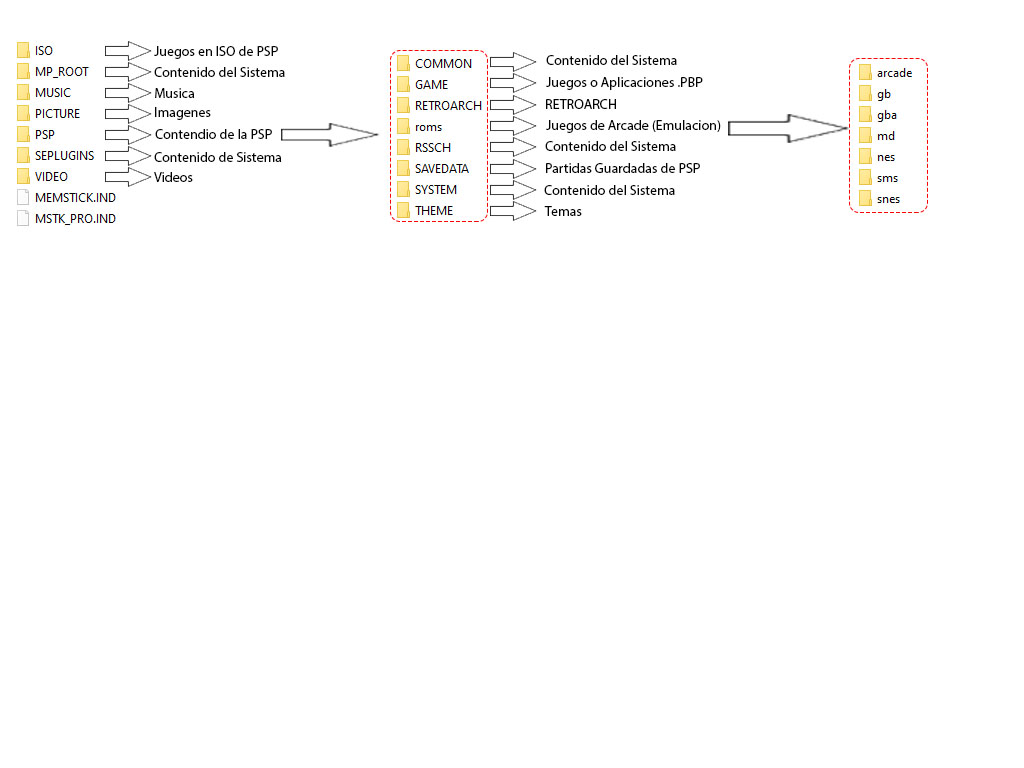 ISO Juegos en ISO de PSP
MP_ROOT Contenido del Sistema
MUSIC Musica
PICTURE Imagenes
PSP Contendio de la PSP
SEPLUGINS Contenido de Sistema
VIDEO Videos
MEMSTICK.IND
MSTK_PRO.IND
COMMON Contenido del Sistema
GAME Juegos o Aplicaciones .PBP
RETROARCH RETROARCH
roms Juegos de Arcade (Emulacion)
RSSCH Contenido del Sistema
SAVEDATA Partidas Guardadas de PSP
SYSTEM Contenido del Sistema
THEME Temas
arcade
gb
gba
md
nes
sms
snes